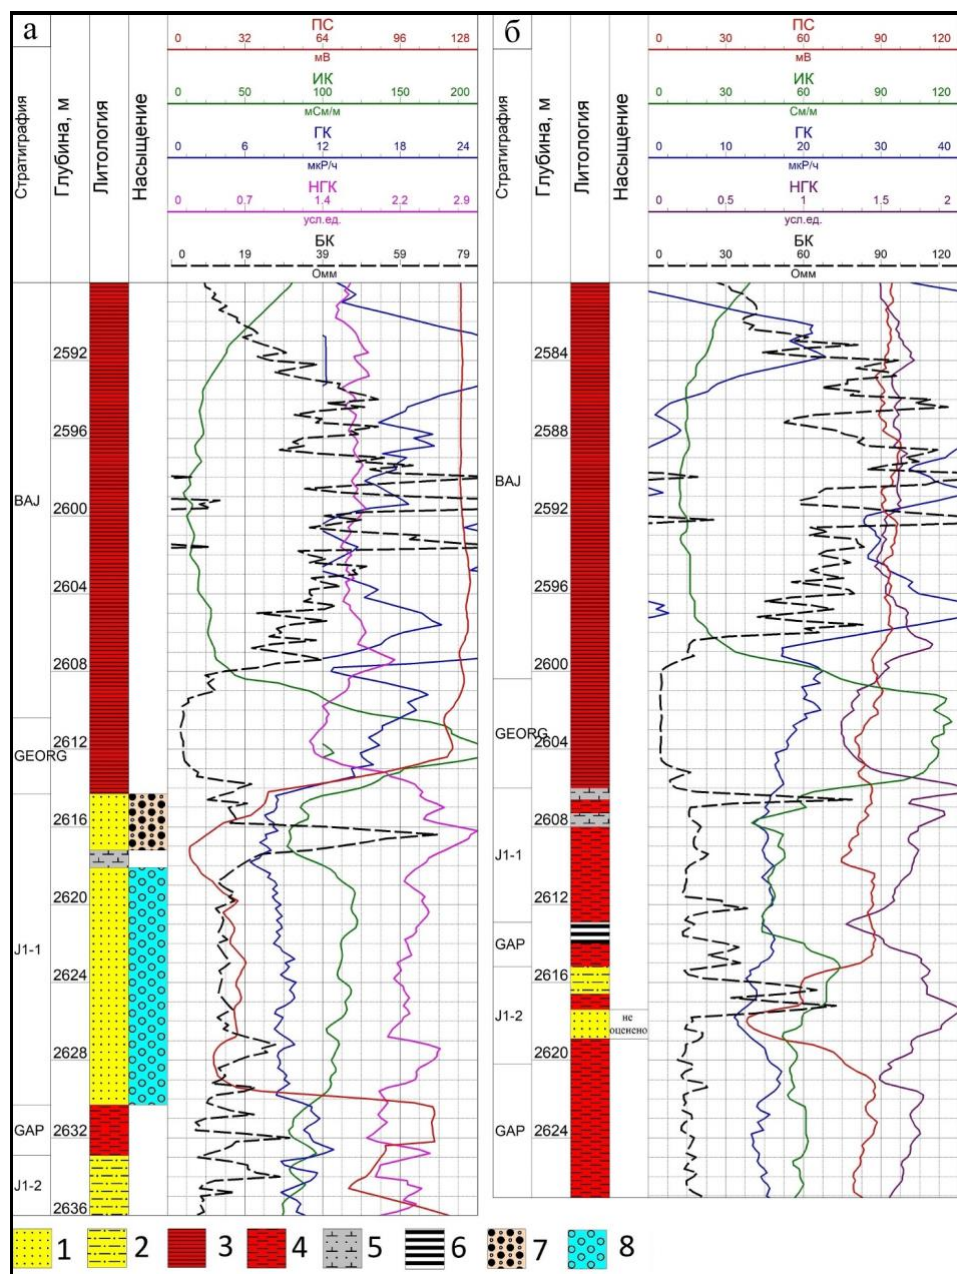 а
Стратиграфия
Глубина, м
Литология
Насыщение
ПС
0 32 64 96 128
мВ
ИК
0 50 100 150 200
мСм/м
ГК
0 6 12 18 24
мкР/ч
НГК
0 0.7 1.4 2.2 2.9
усл.ед.
БК
0 19 39 59 79
Омм
2592
2596
BAJ
2600
2604
2608
2612
GEORG
2616
2620
J1-1
2624
2628
GAP
2632
J1-2
2636
б
Стратиграфия
Глубина, м
Литология
Насыщение
ПС
0 30 60 90 120
мВ
ИК
0 30 60 90 120
См/м
ГК
0 10 20 30 40
мкР/ч
НГК
0 0.5 1 1.5 2
усл.ед.
БК
0 30 60 90 120
Омм
2584
2588
BAJ
2592
2596
2600
GEORG
2604
2608
J1-1
2612
GAP
2616
J1-2
не
оценено
2620
GAP
2624
1 2 3 4 5 6 7 8